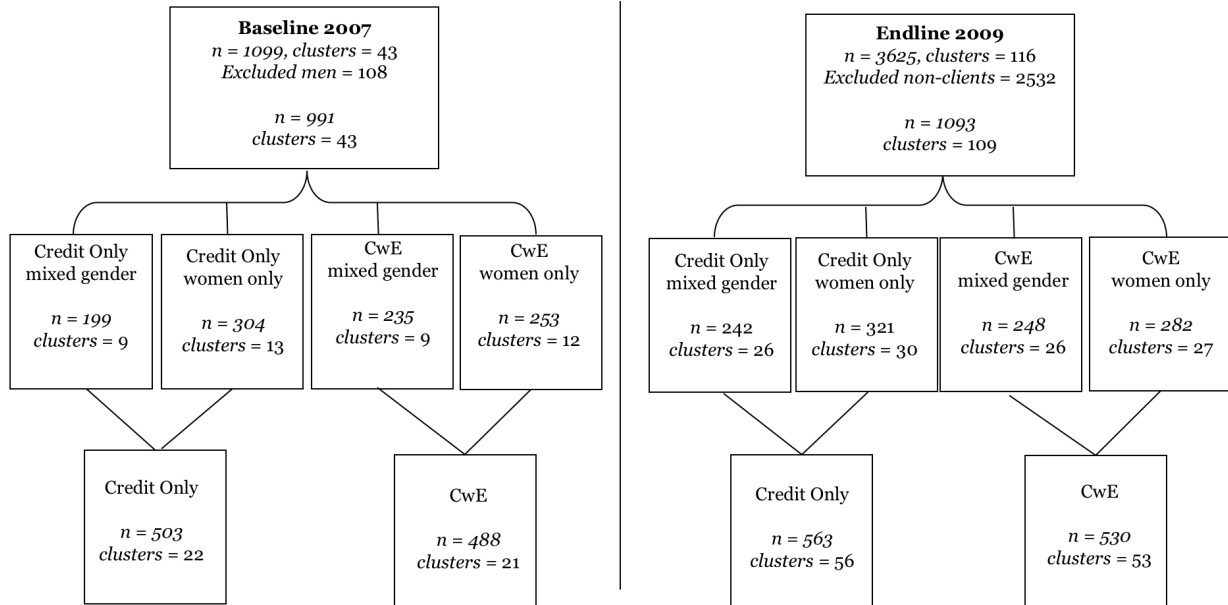 Baseline 2007
n = 1099, clusters = 43
Excluded men = 108
n = 991
clusters = 43
Credit Only
mixed gender
n = 199
clusters = 9
Credit Only
women only
n = 304
clusters = 13
CwE
mixed gender
n = 235
clusters = 9
CwE
women only
n = 253
clusters = 12
Credit Only
n = 503
clusters = 22
CwE
n = 488
clusters = 21
Endline 2009
n = 3625, clusters = 116
Excluded non-clients = 2532
n = 1093
clusters = 109
Credit Only
mixed gender
n = 242
clusters = 26
Credit Only
women only
n = 321
clusters = 30
CwE
mixed gender
n = 248
clusters = 26
CwE
women only
n = 282
clusters = 27
Credit Only
n = 563
clusters = 56
CwE
n = 530
clusters = 53